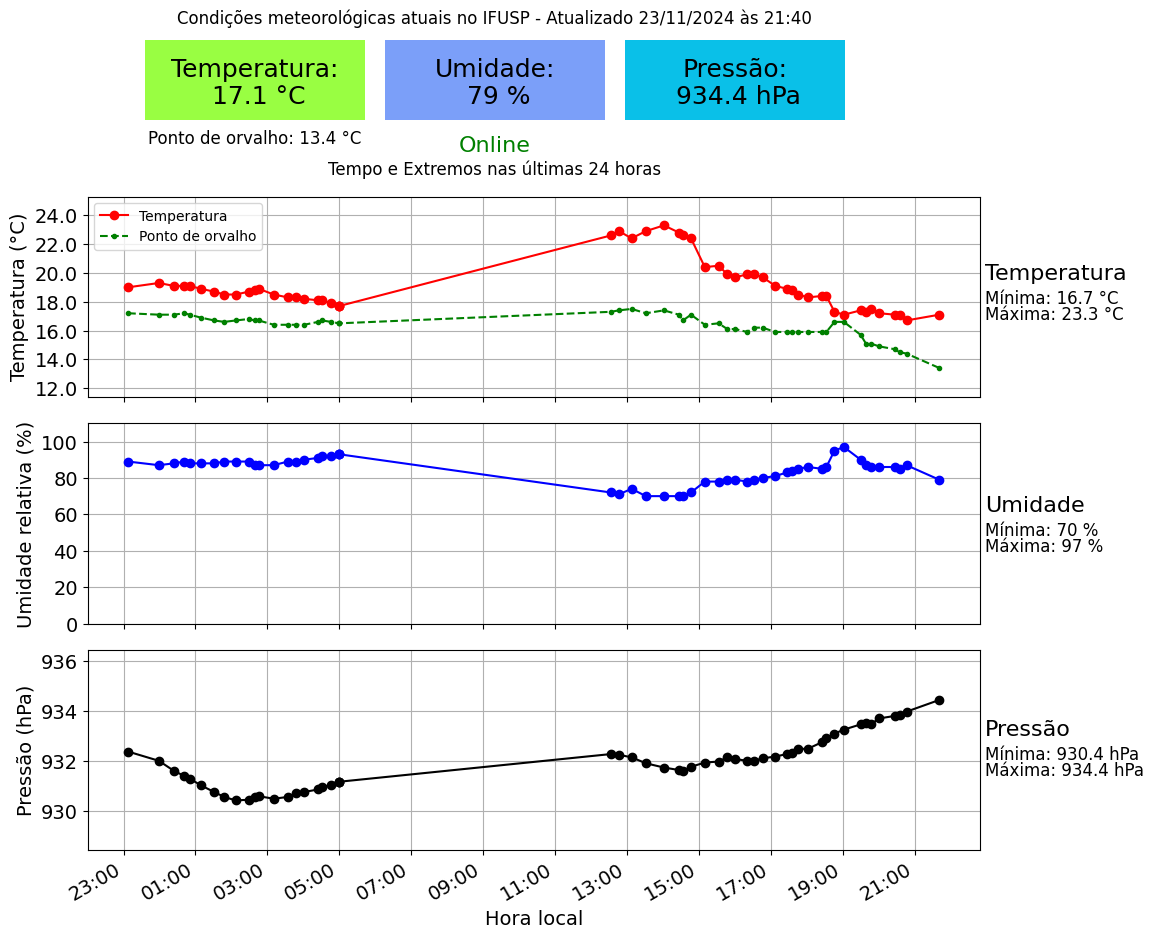 Condições meteorológicas atuais no IFUSP - Atualizado 23/11/2024 às 21:40
Temperatura:
17.1 °C
Umidade:
79 %
Pressão:
934.4 hPa
Ponto de orvalho: 13.4 °C
Online
Tempo e Extremos nas últimas 24 horas
Temperatura (°C)
24.0
22.0
20.0
18.0
16.0
14.0
12.0
Temperatura
Ponto de orvalho
Temperatura
Mínima: 16.7 °C
Máxima: 23.3 °C
Umidade relativa (%)
100
80
60
40
20
0
Umidade
Mínima: 70 %
Máxima: 97 %
Pressão (hPa)
936
934
932
930
Pressão
Mínima: 930.4 hPa
Máxima: 934.4 hPa
23:00
01:00
03:00
05:00
07:00
09:00
11:00
13:00
15:00
17:00
19:00
21:00
Hora local